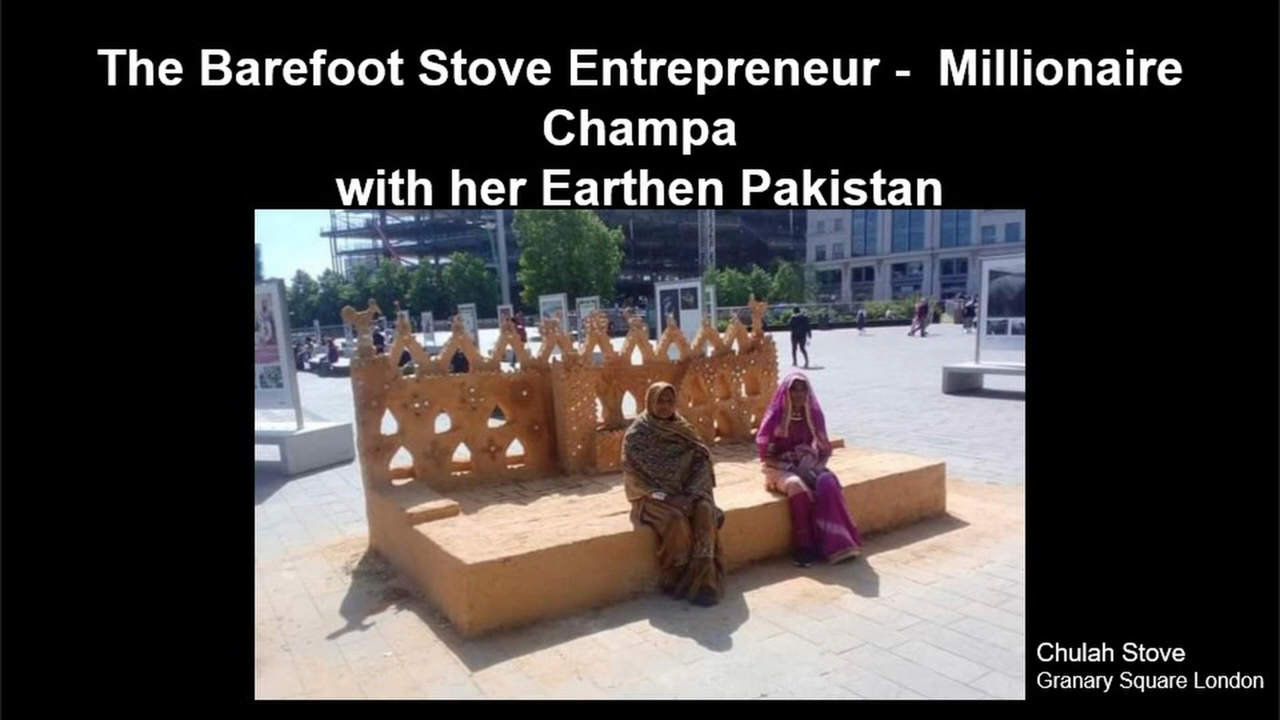 The Barefoot Stove Entrepreneur - Millionaire
Champa
with her Earthen Pakistan
Chulah Stove
Granary Square London